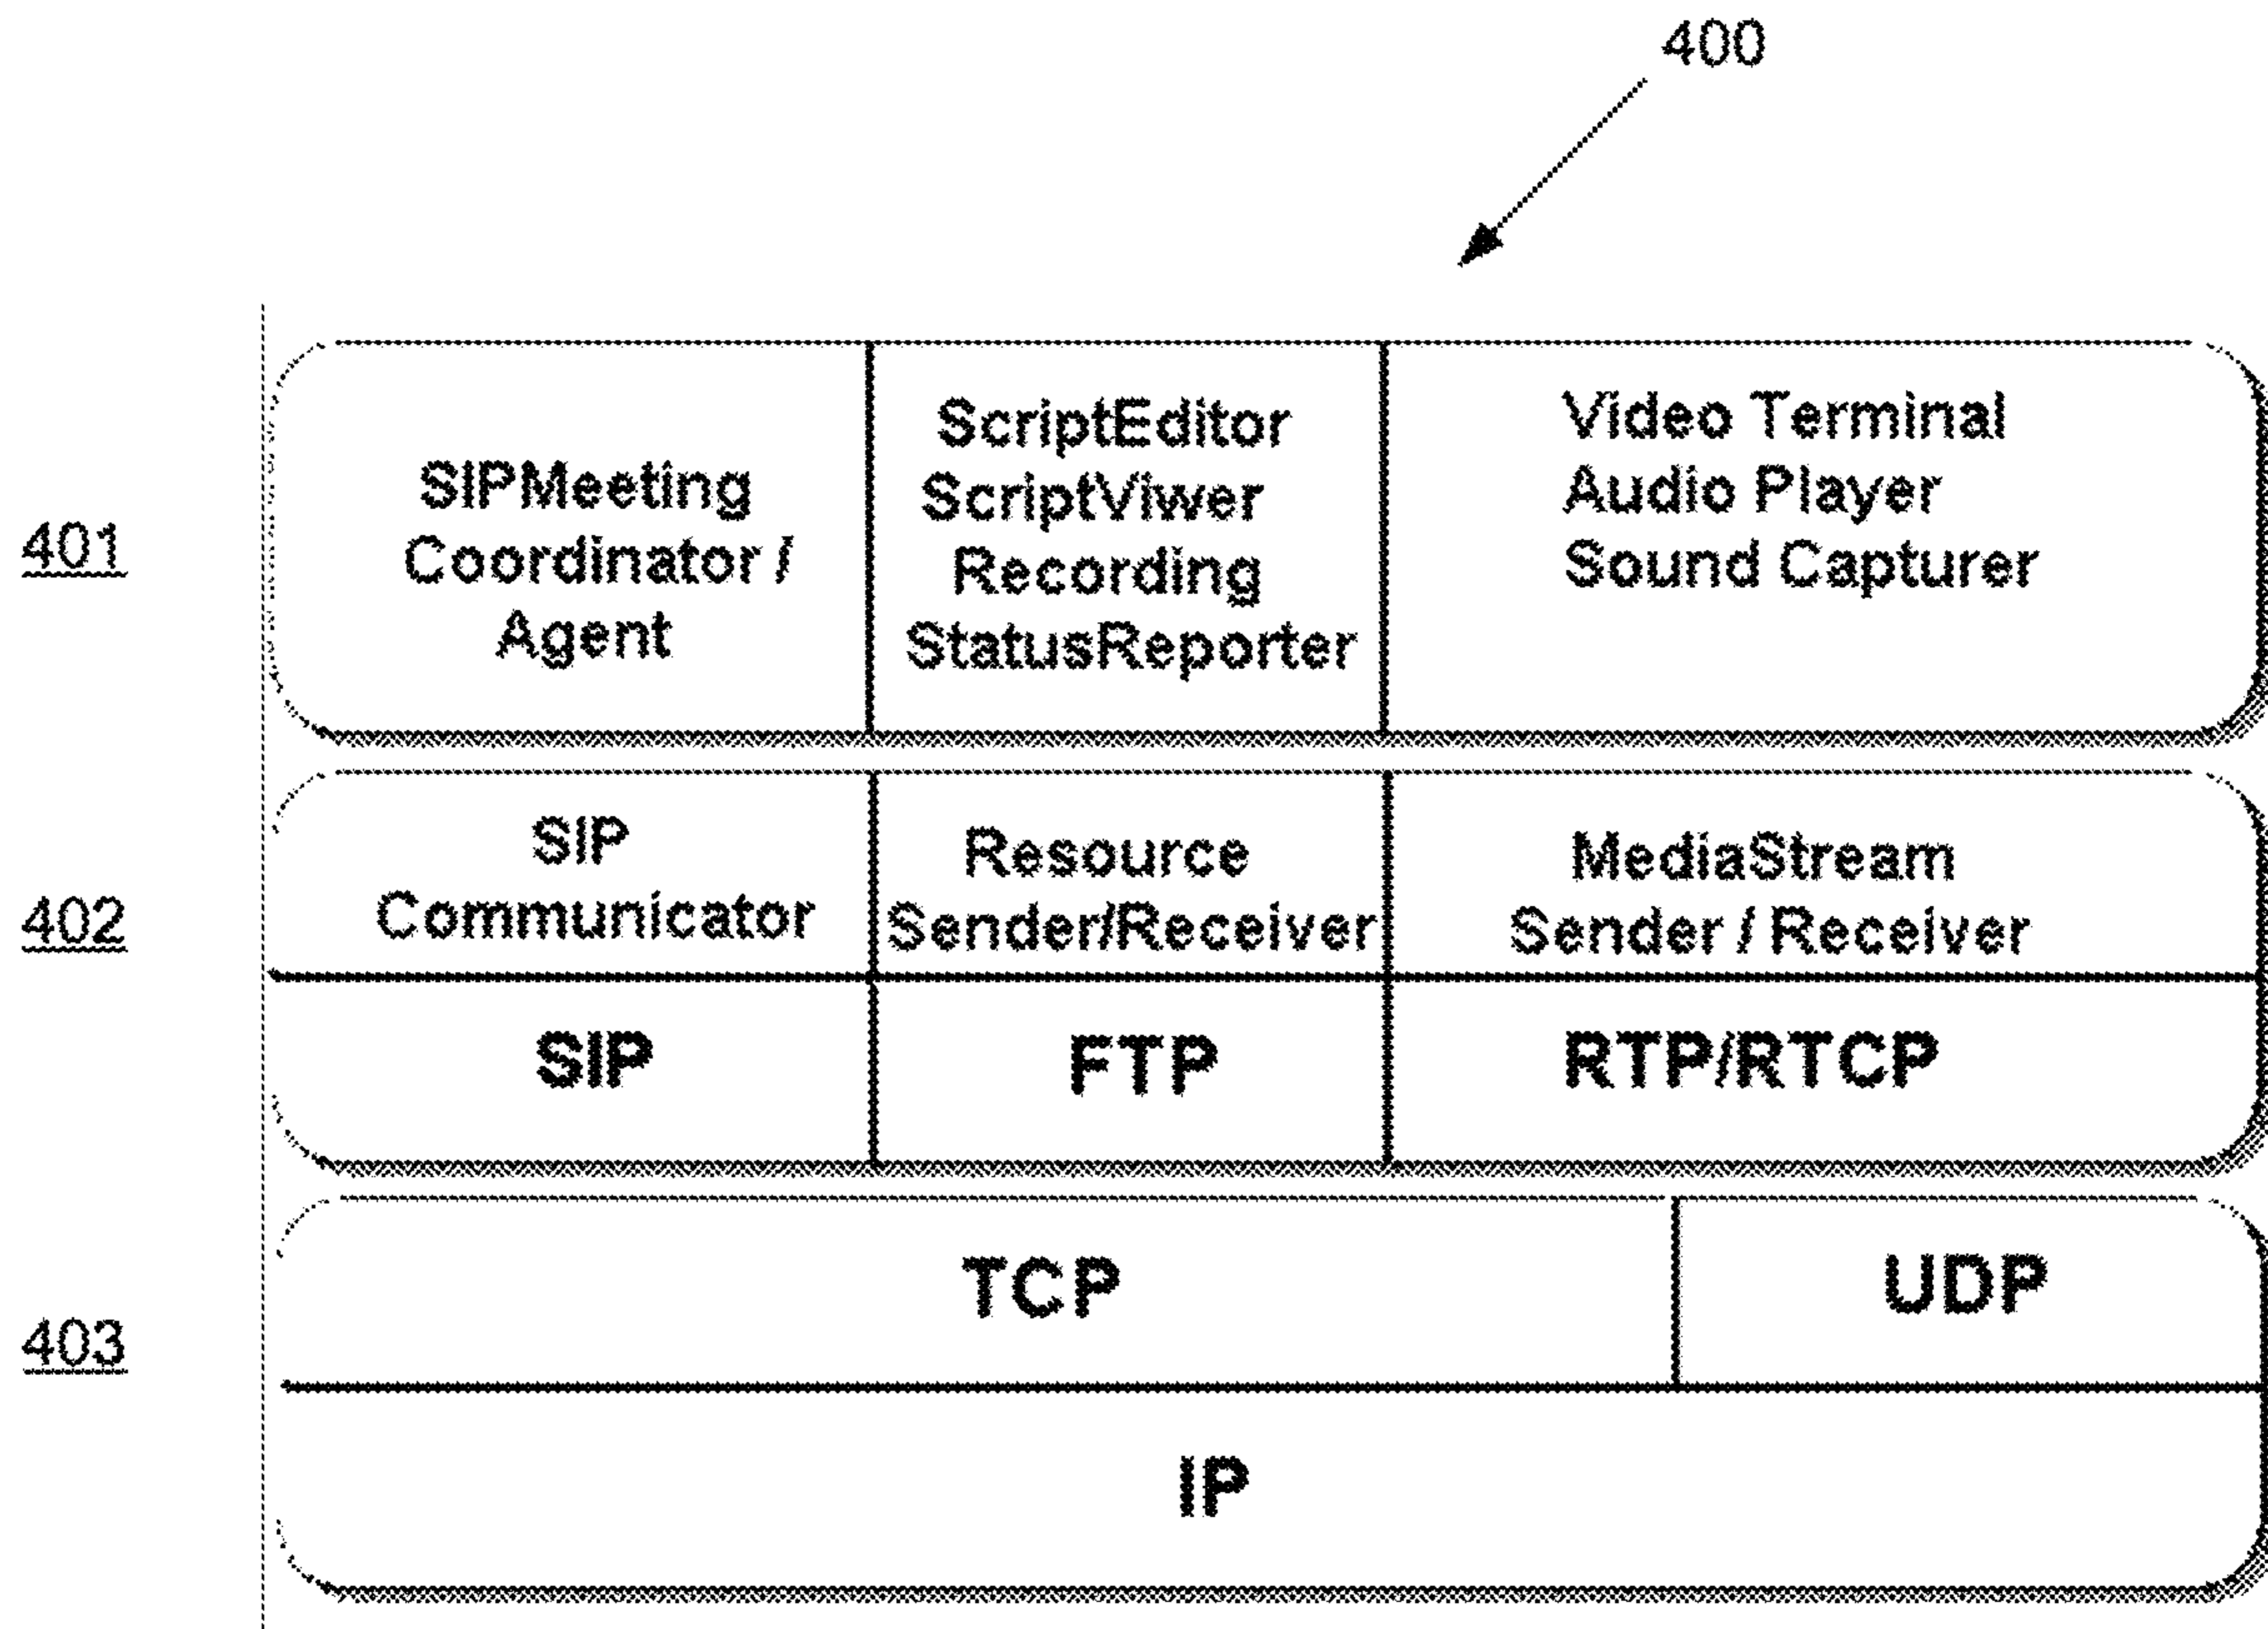 400
401
SIPMeeting
Coordinator /
Agent
ScriptEditor
ScriptViwer
Recording
StatusReporter
Video Terminal
Audio Player
Sound Capturer
402
SIP
Communicator
Resource
Sender/Receiver
MediaStream
Sender / Receiver
SIP
FTP
RTP/RTCP
403
TCP
UDP
IP